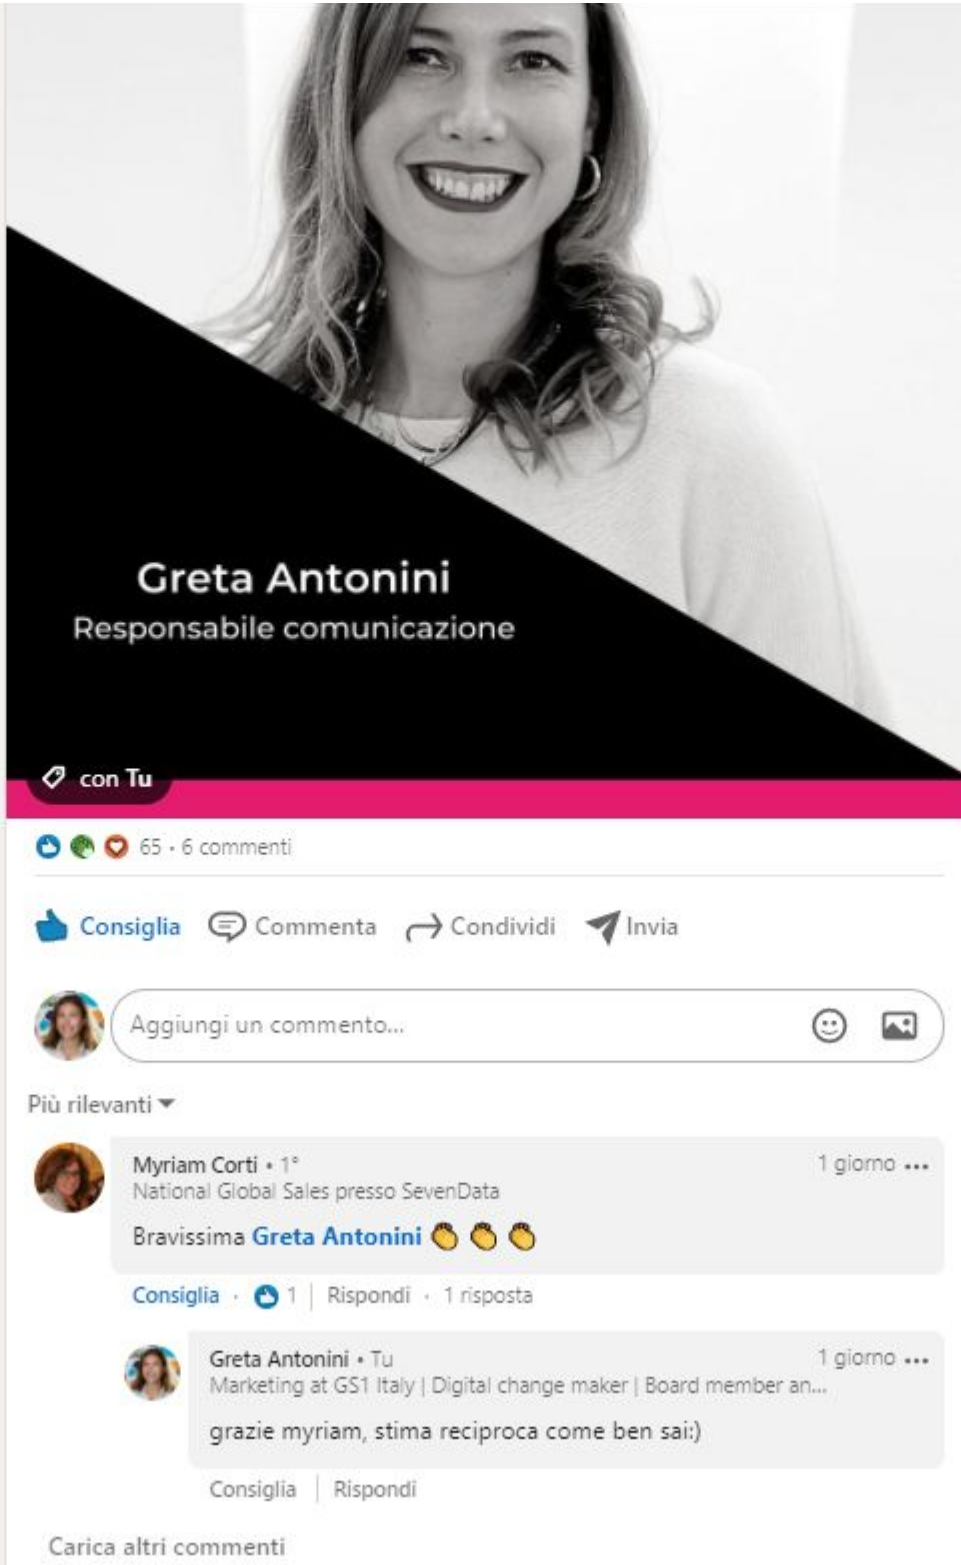 Greta Antonini
Responsabile comunicazione
con Tu
65 · 6 commenti
Consiglia Commenta Condividi Invia
Aggiungi un commento...
Più rilevanti
Myriam Corti • 1° 1 giorno
National Global Sales presso SevenData
Bravissima Greta Antonini 👏 👏 👏
Consiglia · 1 | Rispondi · 1 risposta
Greta Antonini • Tu 1 giorno
Marketing at GS1 Italy | Digital change maker | Board member an...
grazie myriam, stima reciproca come ben sai:)
Consiglia | Rispondi
Carica altri commenti